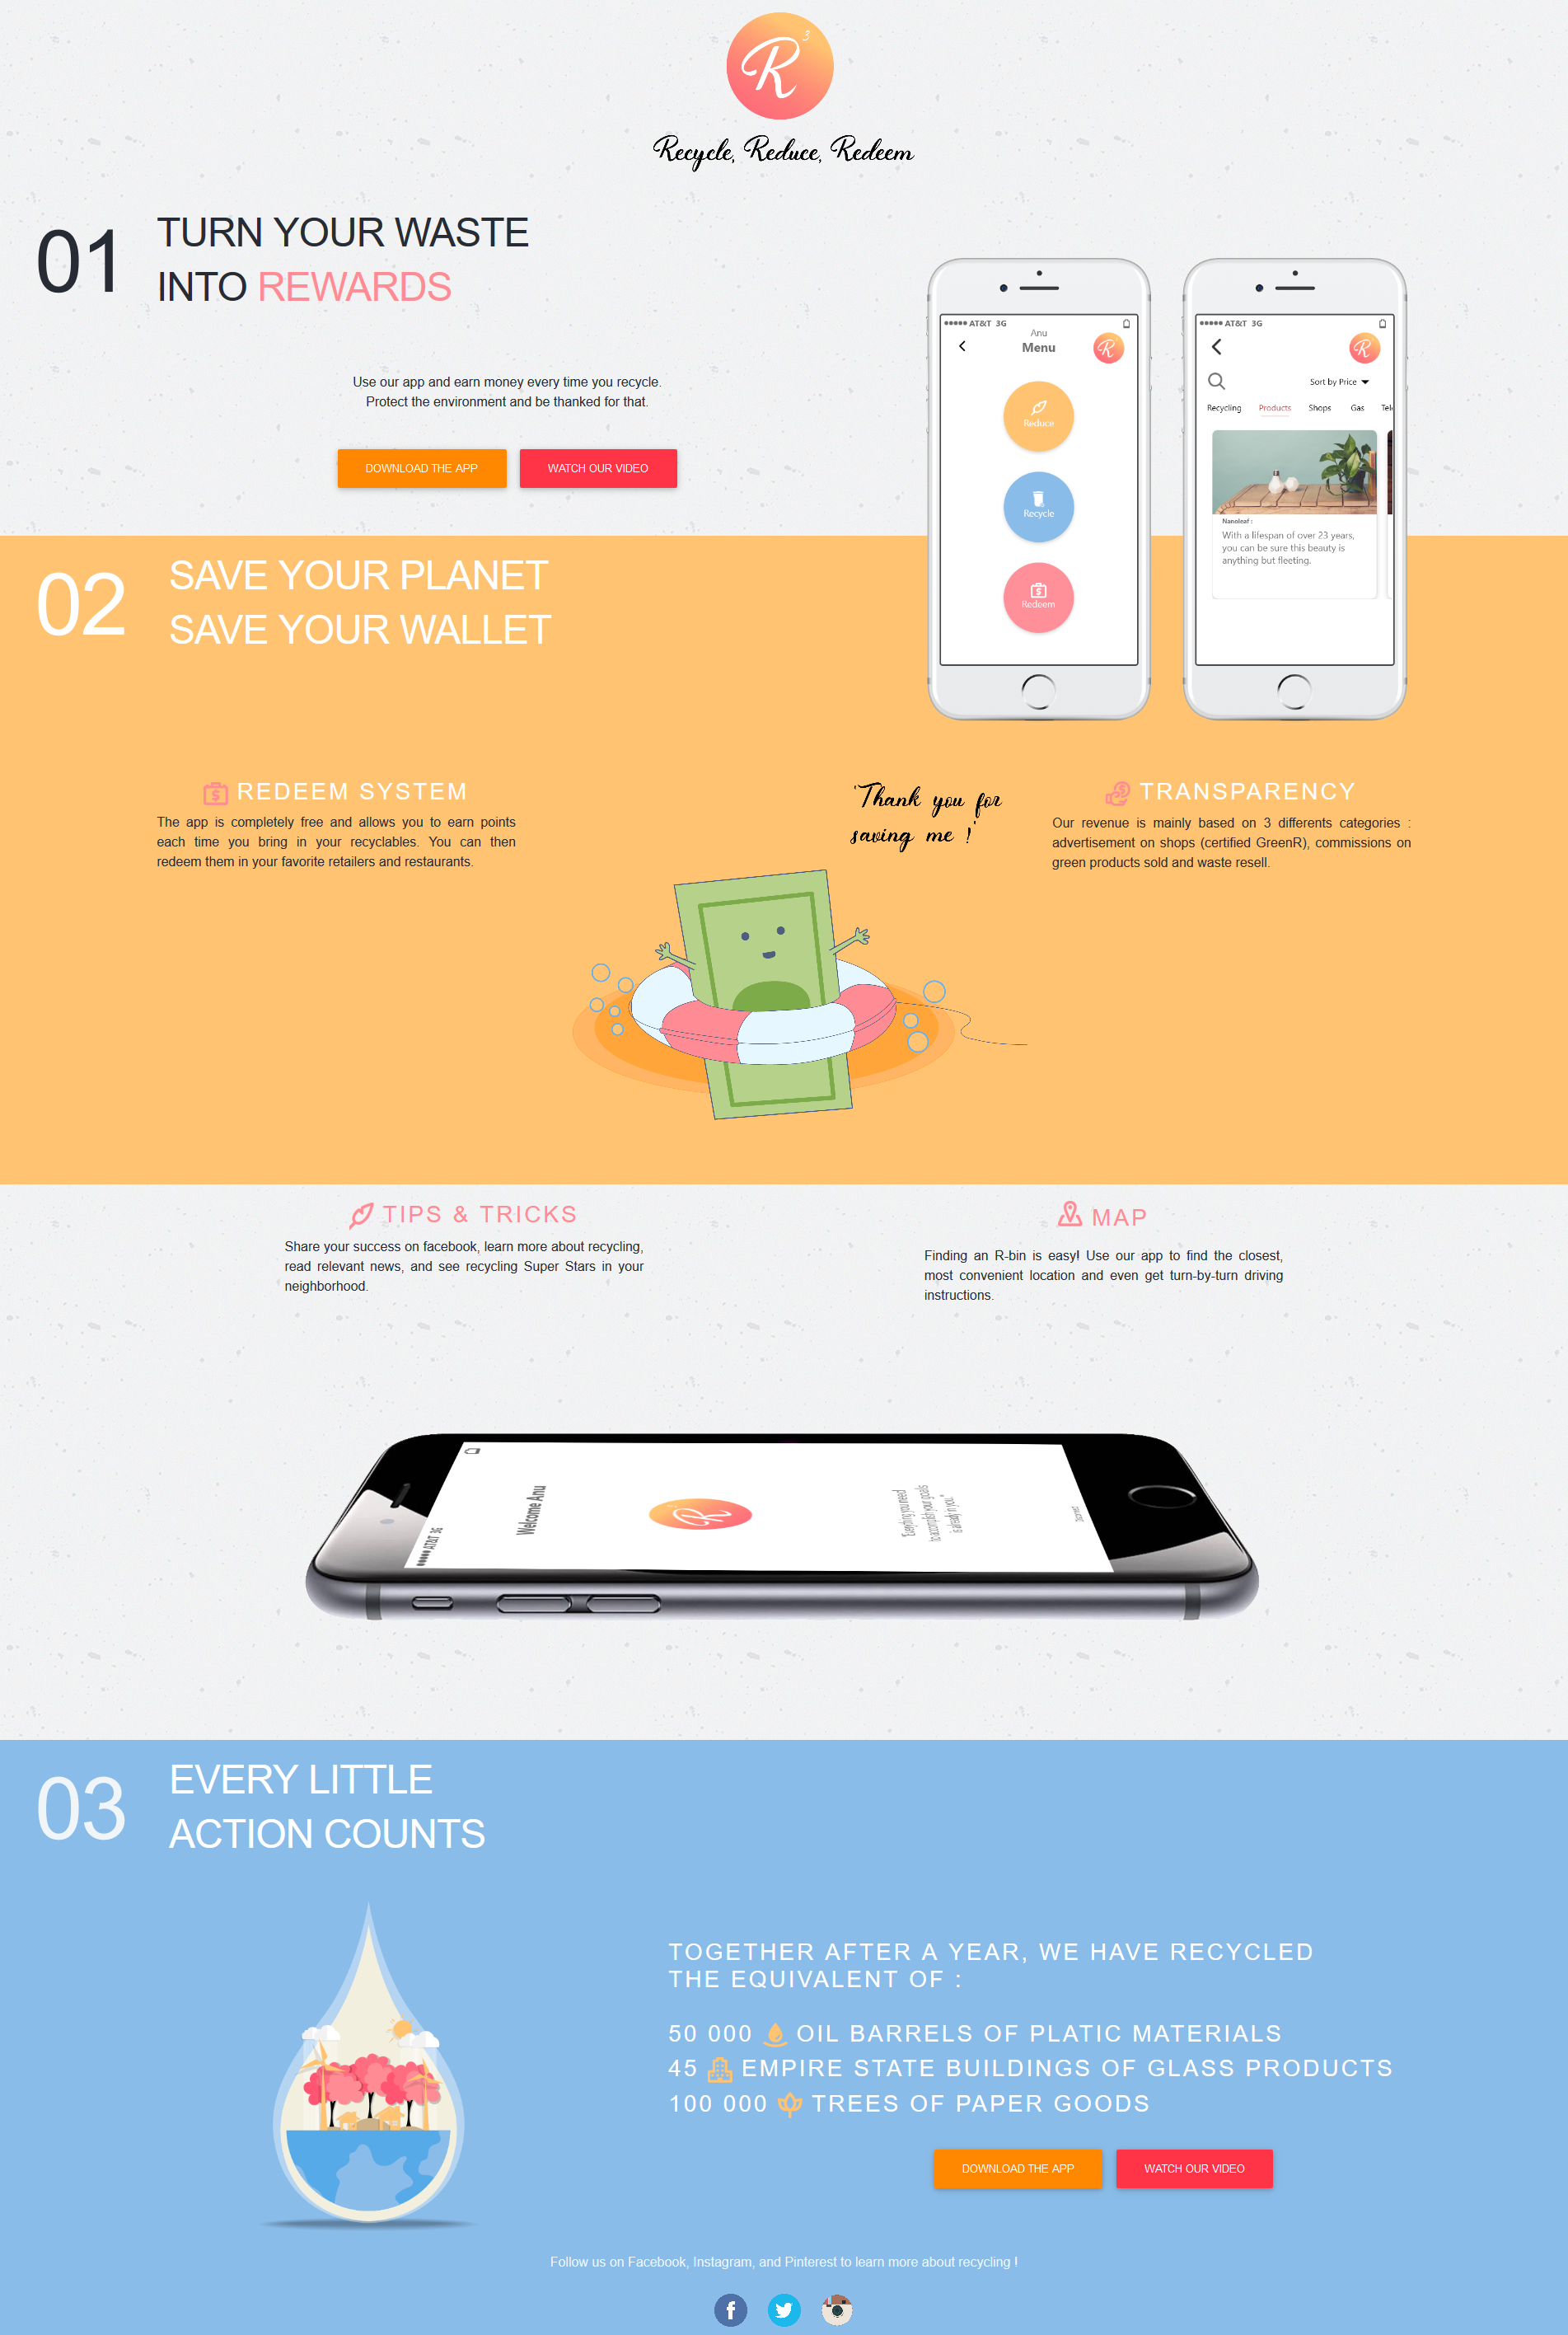 R 3
Recycle, Reduce, Redeem
01
TURN YOUR WASTE
INTO REWARDS
Use our app and earn money every time you recycle.
Protect the environment and be thanked for that.
DOWNLOAD THE APP
WATCH OUR VIDEO
AT&T 3G
Anu
Menu
R
Reduce
Recycle
Redeem
AT&T 3G
R
Sort by Price
Recycling Products Shops Gas Tel
Nanoleaf :
With a lifespan of over 23 years,
you can be sure this beauty is
anything but fleeting.
02
SAVE YOUR PLANET
SAVE YOUR WALLET
REDEEM SYSTEM
The app is completely free and allows you to earn points
each time you bring in your recyclables. You can then
redeem them in your favorite retailers and restaurants.
'Thank you for
saving me !'
TRANSPARENCY
Our revenue is mainly based on 3 differents categories :
advertisement on shops (certified GreenR), commissions on
green products sold and waste resell.
TIPS & TRICKS
Share your success on facebook, learn more about recycling,
read relevant news, and see recycling Super Stars in your
neighborhood.
MAP
Finding an R-bin is easy! Use our app to find the closest,
most convenient location and even get turn-by-turn driving
instructions.
AT&T 3G
Welcome Anu
R
"Everything you need
to accomplish your goals
is already in you."
03
EVERY LITTLE
ACTION COUNTS
TOGETHER AFTER A YEAR, WE HAVE RECYCLED
THE EQUIVALENT OF :
50 000 OIL BARRELS OF PLATIC MATERIALS
45 EMPIRE STATE BUILDINGS OF GLASS PRODUCTS
100 000 TREES OF PAPER GOODS
DOWNLOAD THE APP
WATCH OUR VIDEO
Follow us on Facebook, Instagram, and Pinterest to learn more about recycling !